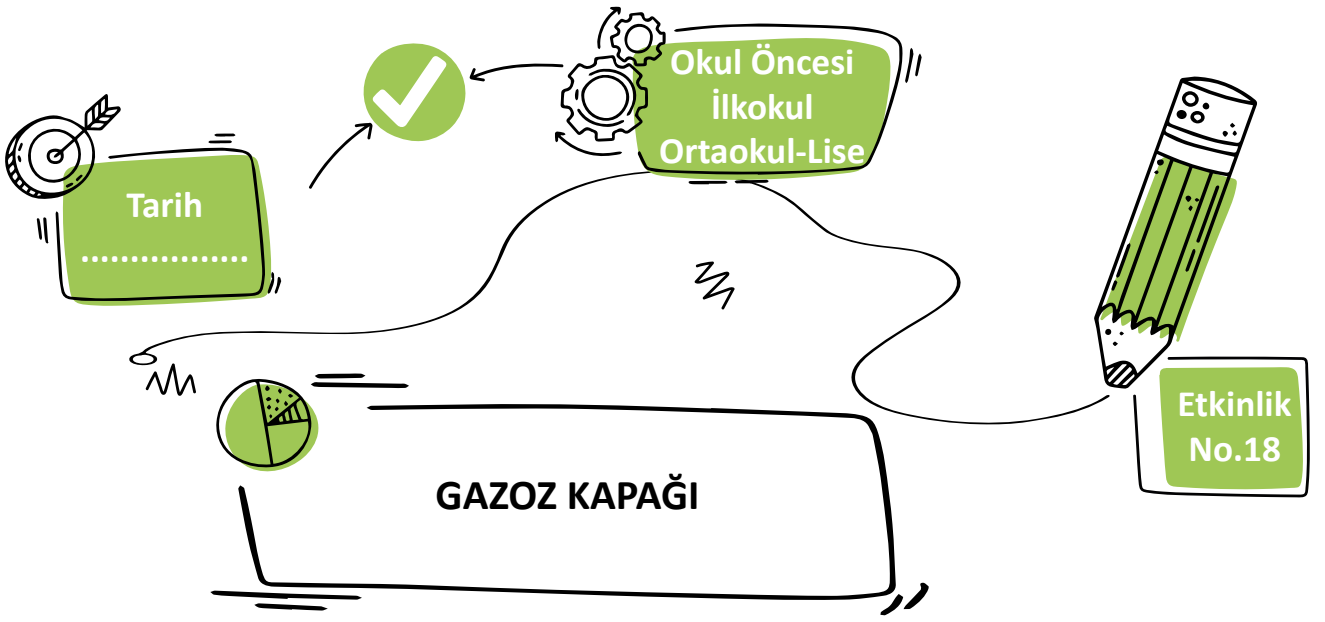 Okul Öncesi
İlkokul
Ortaokul-Lise
Tarih
.................
Etkinlik
No.18
GAZOZ KAPAĞI